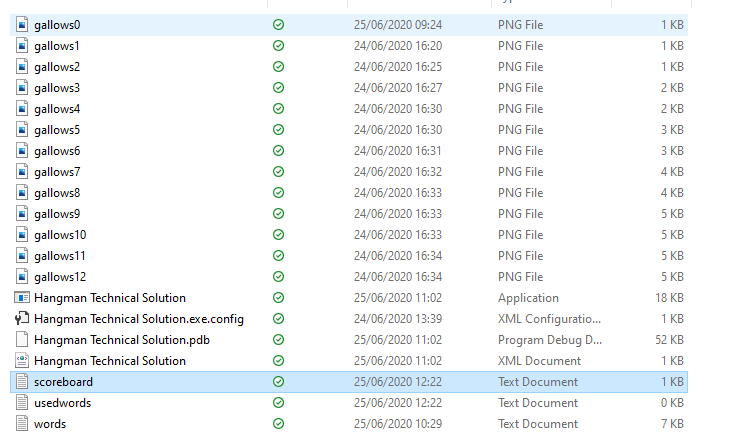 gallows0 25/06/2020 09:24 PNG File 1 KB
gallows1 24/06/2020 16:20 PNG File 1 KB
gallows2 24/06/2020 16:25 PNG File 1 KB
gallows3 24/06/2020 16:27 PNG File 2 KB
gallows4 24/06/2020 16:30 PNG File 2 KB
gallows5 24/06/2020 16:30 PNG File 3 KB
gallows6 24/06/2020 16:31 PNG File 3 KB
gallows7 24/06/2020 16:32 PNG File 4 KB
gallows8 24/06/2020 16:33 PNG File 4 KB
gallows9 24/06/2020 16:33 PNG File 5 KB
gallows10 24/06/2020 16:33 PNG File 5 KB
gallows11 24/06/2020 16:34 PNG File 5 KB
gallows12 24/06/2020 16:34 PNG File 5 KB
Hangman Technical Solution 25/06/2020 11:02 Application 18 KB
Hangman Technical Solution.exe.config 24/06/2020 13:39 XML Configuratio... 1 KB
Hangman Technical Solution.pdb 25/06/2020 11:02 Program Debug D... 52 KB
Hangman Technical Solution 25/06/2020 11:02 XML Document 1 KB
scoreboard 25/06/2020 12:22 Text Document 1 KB
usedwords 25/06/2020 12:22 Text Document 0 KB
words 25/06/2020 10:29 Text Document 7 KB